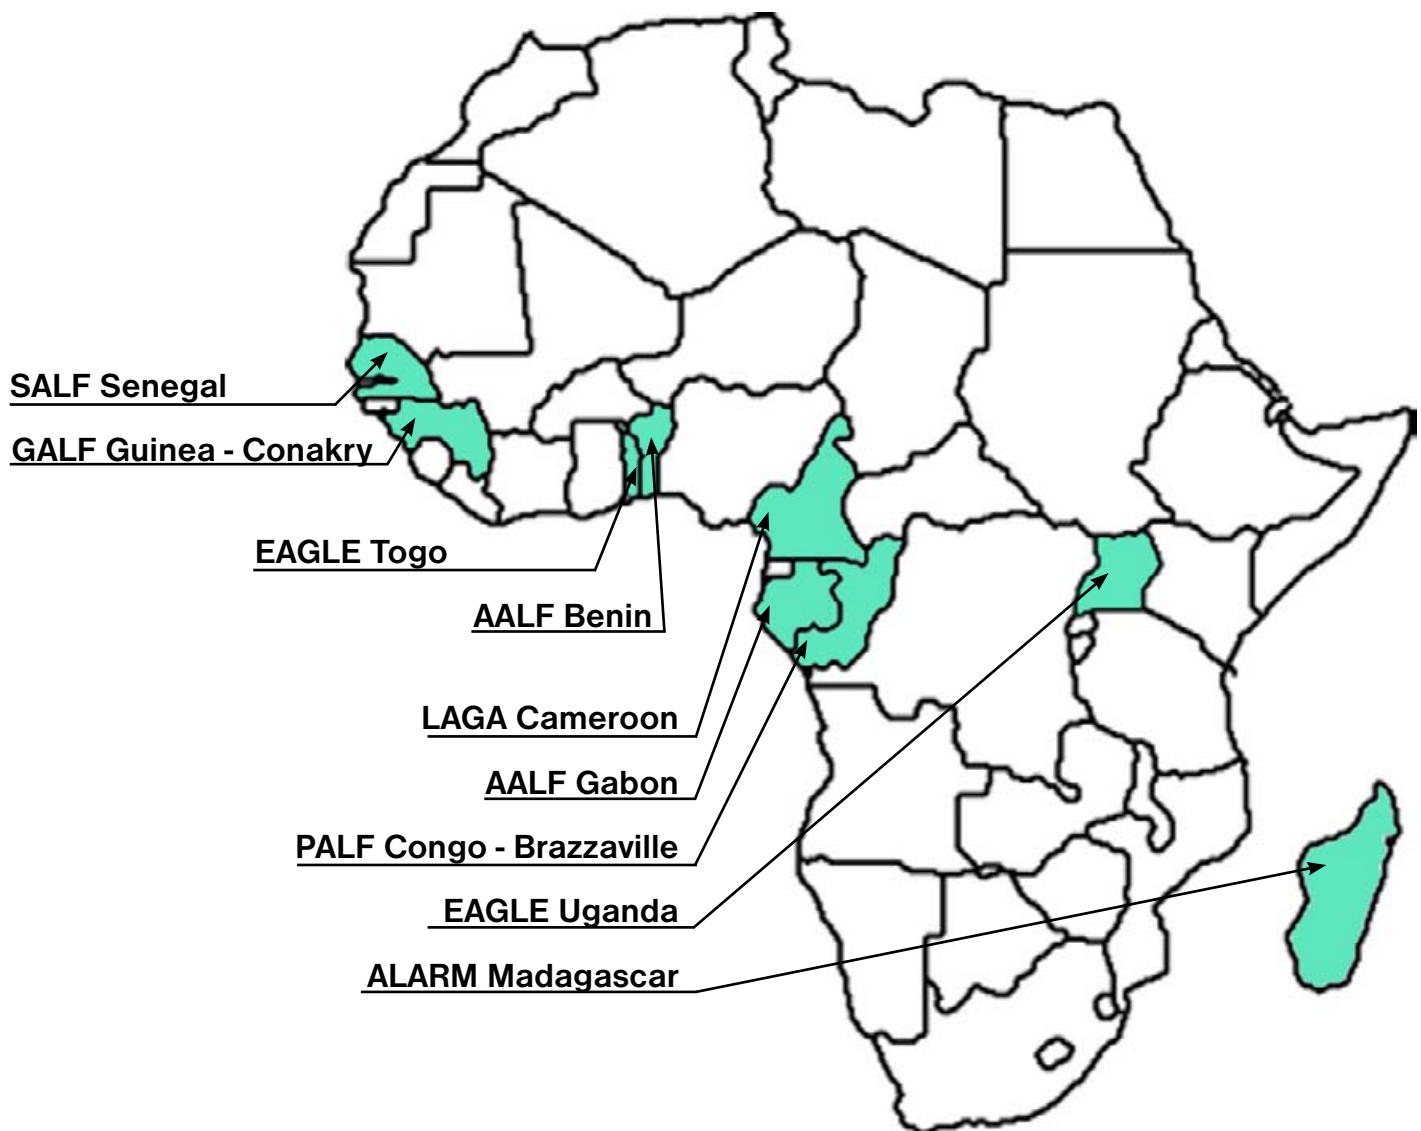 SALF Senegal
GALF Guinea - Conakry
EAGLE Togo
AALF Benin
LAGA Cameroon
AALF Gabon
PALF Congo - Brazzaville
EAGLE Uganda
ALARM Madagascar